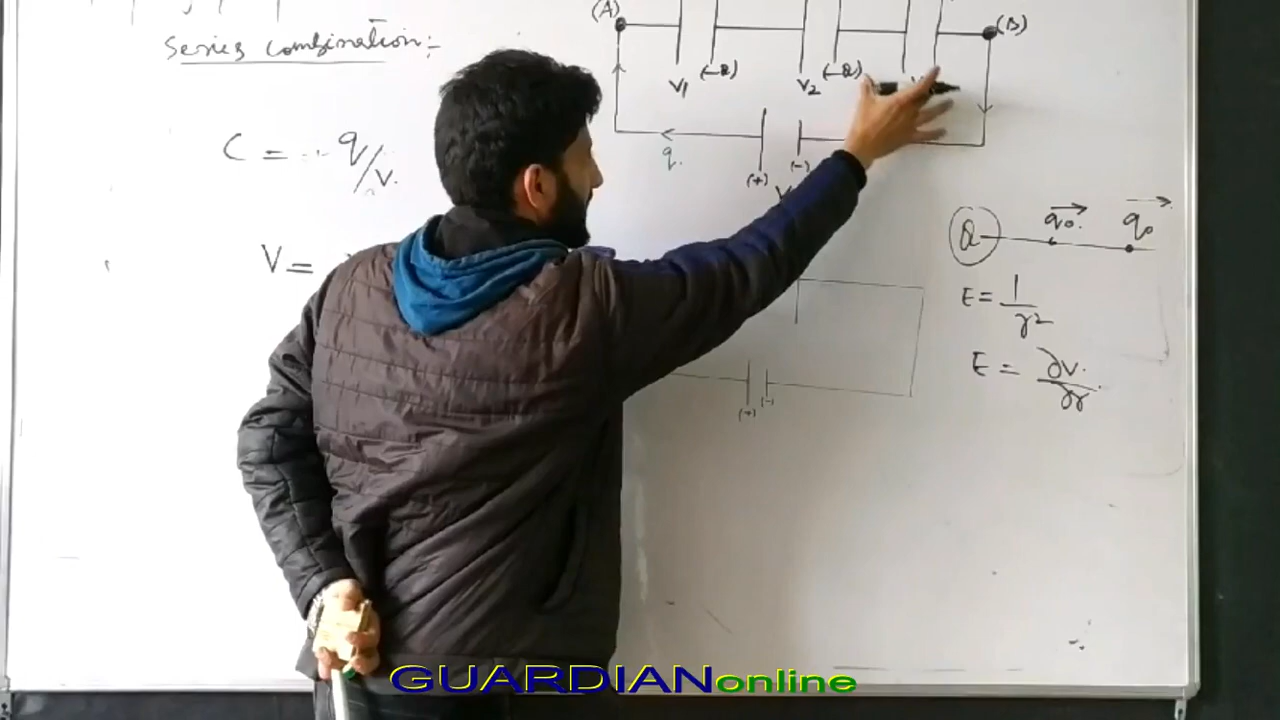 (A)
(B)
Series combination:-
V1 (-Q) V2 (-Q)
C = q/V.
q.
(+) (-)
V
Q q0. q0
V =
E = 1/r²
E = ∂V./∂r
(+) (-)
GUARDIANonline